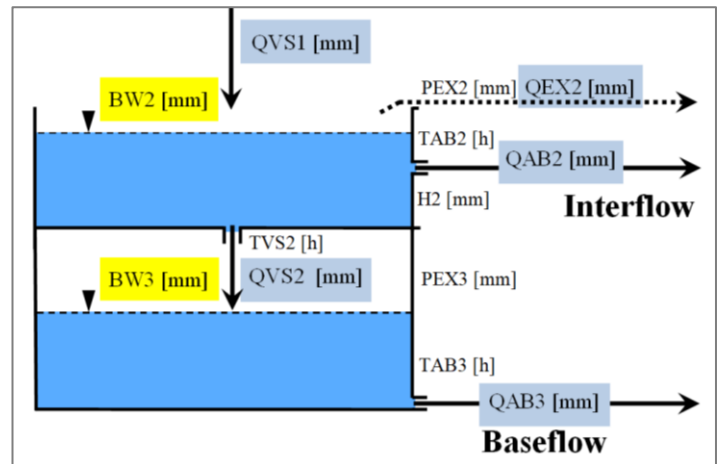 QVS1 [mm]
PEX2 [mm] QEX2 [mm]
BW2 [mm]
TAB2 [h]
QAB2 [mm]
H2 [mm]
Interflow
TVS2 [h]
BW3 [mm] QVS2 [mm] PEX3 [mm]
TAB3 [h]
QAB3 [mm]
Baseflow